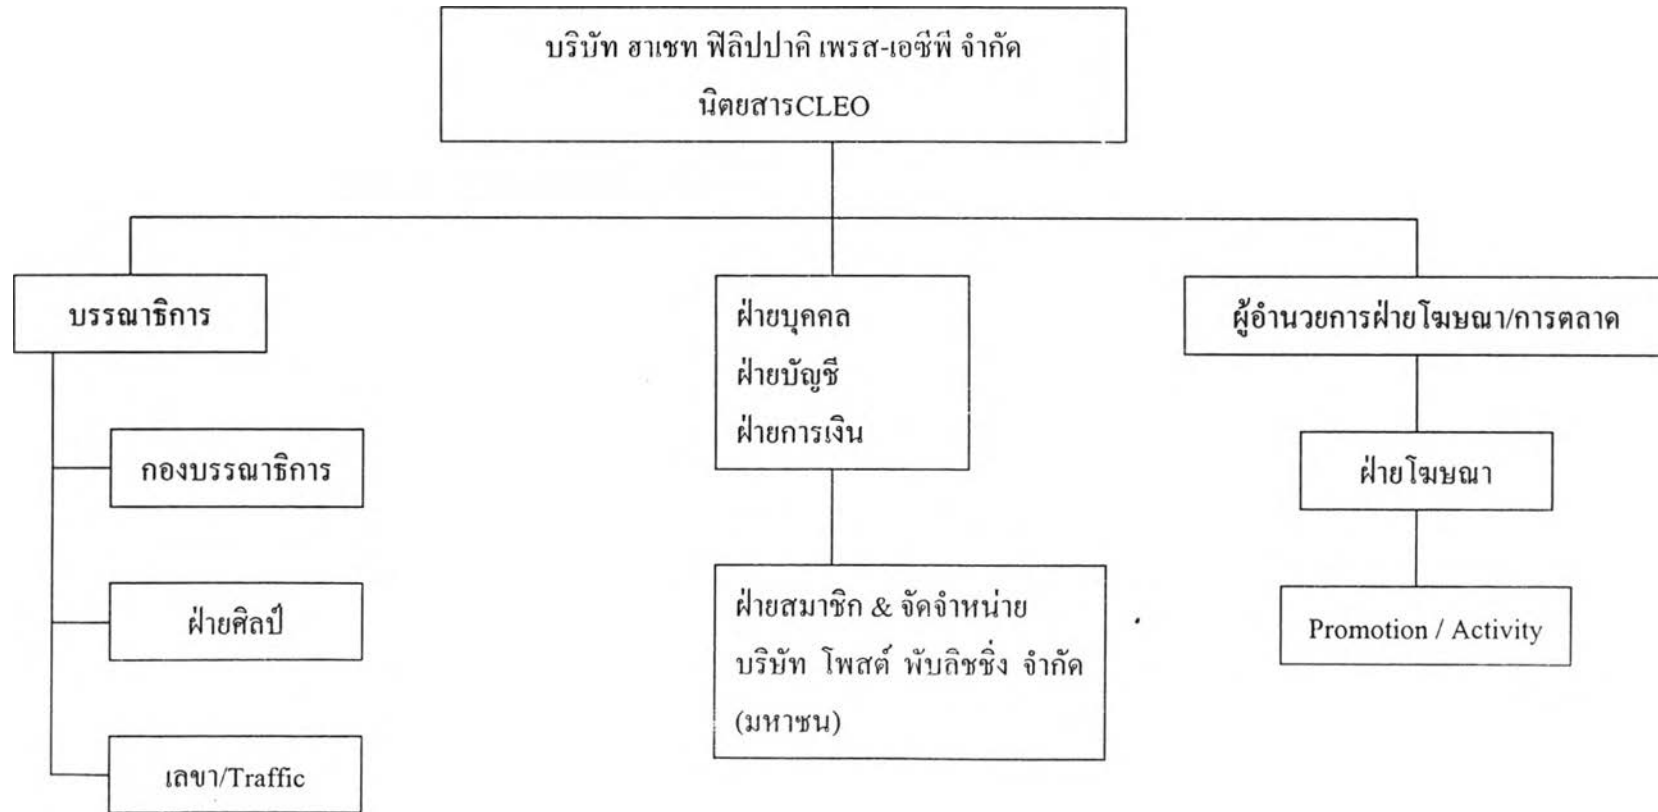 บริบัท ฮาเชท ฟิลิปปาคิ เพรส-เอซีพี จำกัด
นิตยสารCLEO
บรรณาธิการ
กองบรรณาธิการ
ฝ่ายศิลป์
เลขา/Traffic
ฝ่ายบุคคล
ฝ่ายบัญชี
ฝ่ายการเงิน
ฝ่ายสมาชิก & จัดจำหน่าย
บริษัท โพสต์ พับลิชชิ่ง จำกัด
(มหาชน)
ผู้อำนวยการฝ่ายโฆษณา/การตลาด
ฝ่ายโฆษณา
Promotion / Activity